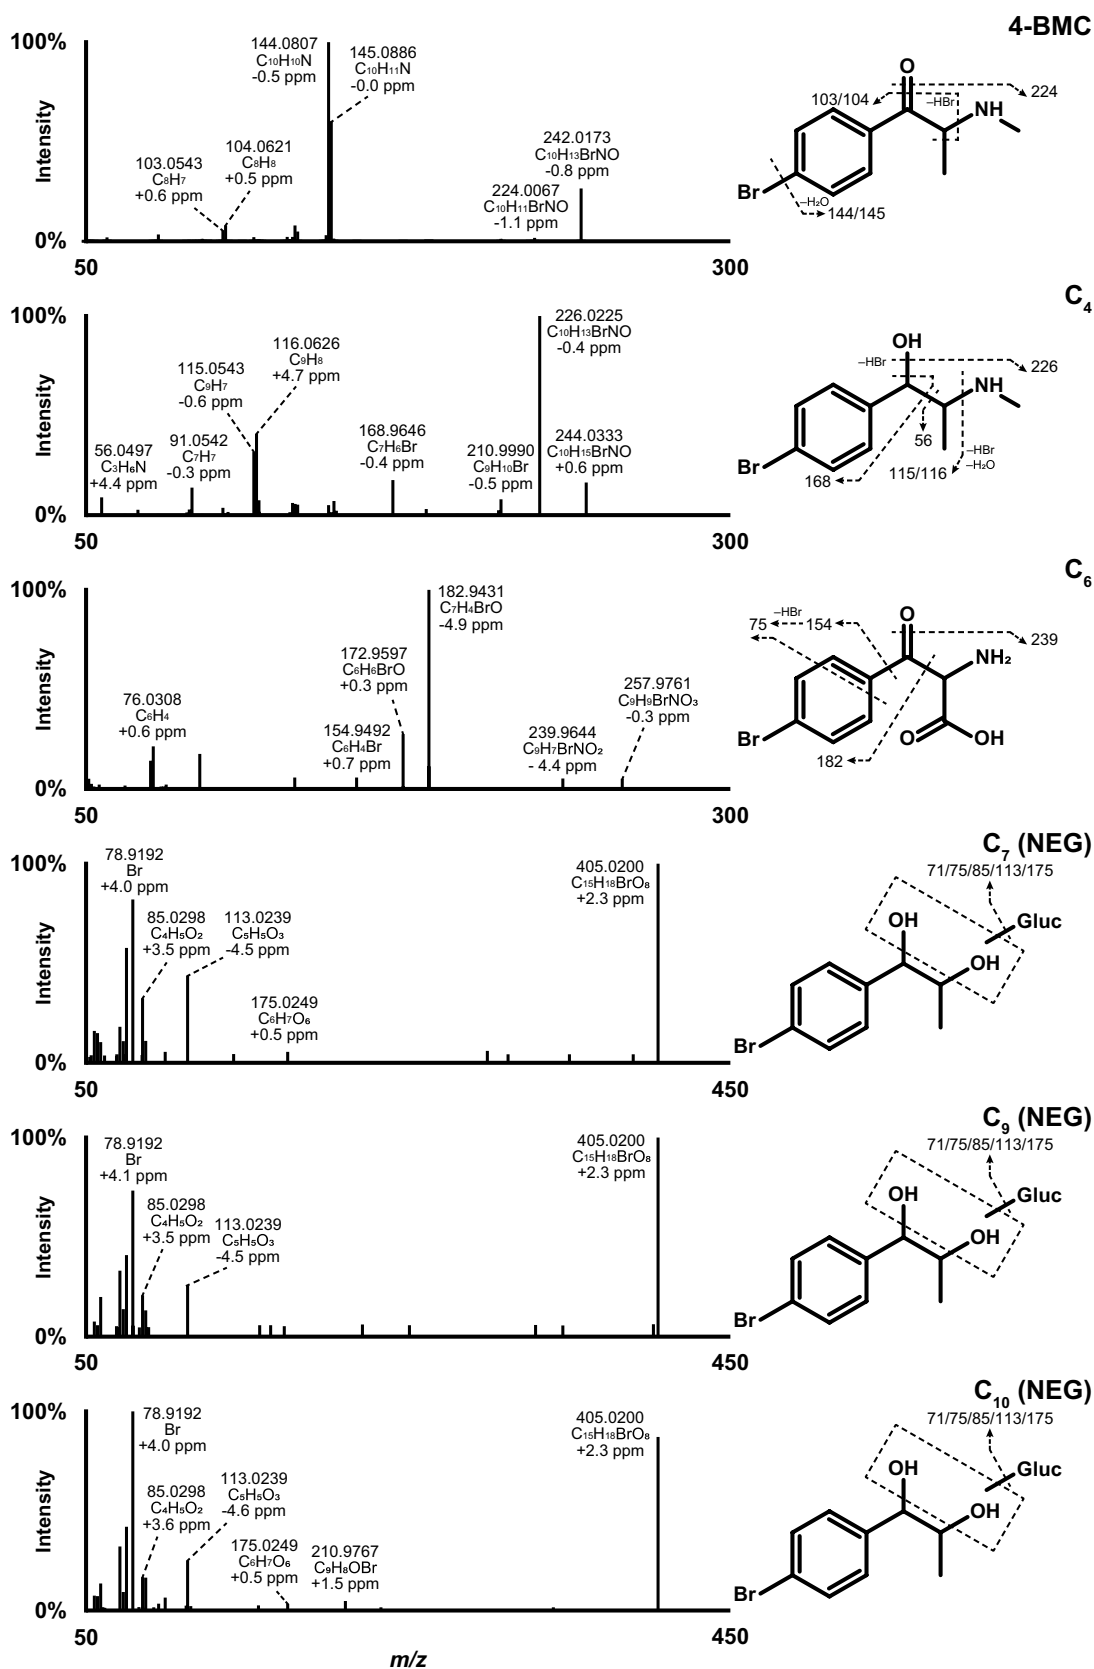 4-BMC
100%
Intensity
0%
50
300
144.0807
C₁₀H₁₀N
-0.5 ppm
145.0886
C₁₀H₁₁N
-0.0 ppm
103.0543
C₈H₇
+0.6 ppm
104.0621
C₈H₈
+0.5 ppm
242.0173
C₁₀H₁₃BrNO
-0.8 ppm
224.0067
C₁₀H₁₁BrNO
-1.1 ppm
O
103/104
–HBr
224
NH
Br
–H₂O
144/145
C₄
100%
Intensity
0%
50
300
56.0497
C₃H₆N
+4.4 ppm
91.0542
C₇H₇
-0.3 ppm
115.0543
C₉H₇
-0.6 ppm
116.0626
C₉H₈
+4.7 ppm
168.9646
C₇H₆Br
-0.4 ppm
210.9990
C₉H₁₀Br
-0.5 ppm
226.0225
C₁₀H₁₃BrNO
-0.4 ppm
244.0333
C₁₀H₁₅BrNO
+0.6 ppm
OH
–HBr
226
NH
56
–HBr
–H₂O
Br
168
115/116
C₆
100%
Intensity
0%
50
300
76.0308
C₆H₄
+0.6 ppm
154.9492
C₆H₄Br
+0.7 ppm
172.9597
C₆H₆BrO
+0.3 ppm
182.9431
C₇H₄BrO
-4.9 ppm
239.9644
C₉H₇BrNO₂
- 4.4 ppm
257.9761
C₉H₉BrNO₃
-0.3 ppm
75
–HBr
154
O
239
NH₂
Br
O
OH
182
C₇ (NEG)
100%
Intensity
0%
50
450
78.9192
Br
+4.0 ppm
85.0298
C₄H₅O₂
+3.5 ppm
113.0239
C₅H₅O₃
-4.5 ppm
175.0249
C₆H₇O₆
+0.5 ppm
405.0200
C₁₅H₁₈BrO₈
+2.3 ppm
71/75/85/113/175
OH
Gluc
OH
Br
C₉ (NEG)
100%
Intensity
0%
50
450
78.9192
Br
+4.1 ppm
85.0298
C₄H₅O₂
+3.5 ppm
113.0239
C₅H₅O₃
-4.5 ppm
405.0200
C₁₅H₁₈BrO₈
+2.3 ppm
71/75/85/113/175
OH
Gluc
OH
Br
C₁₀ (NEG)
100%
Intensity
0%
50
450
78.9192
Br
+4.0 ppm
85.0298
C₄H₅O₂
+3.6 ppm
113.0239
C₅H₅O₃
-4.6 ppm
175.0249
C₆H₇O₆
+0.5 ppm
210.9767
C₉H₈OBr
+1.5 ppm
405.0200
C₁₅H₁₈BrO₈
+2.3 ppm
71/75/85/113/175
OH
Gluc
OH
Br
m/z